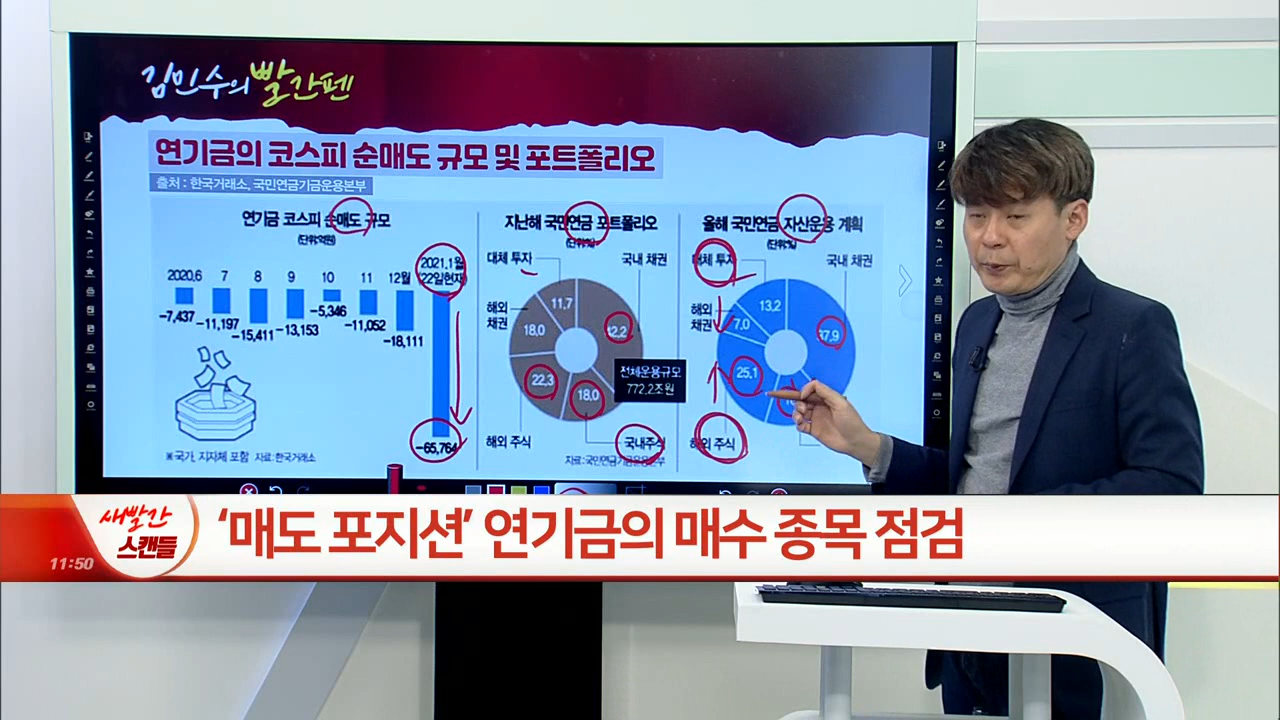 김민수의 빨간펜
연기금의 코스피 순매도 규모 및 포트폴리오
출처 : 한국거래소, 국민연금기금운용본부
연기금 코스피 순매도 규모
(단위:억원)
2020.6 7 8 9 10 11 12월 2021.1월
(22일현재)
-7,437 -11,197 -15,411 -13,153 -5,346 -11,052 -18,111 -65,764
※국가, 지자체 포함 자료:한국거래소
지난해 국민연금 포트폴리오
(단위:%)
대체 투자 국내 채권
해외
채권
11.7
18.0
22.3
18.0
전체운용규모
772.2조원
해외 주식 국내주식
자료:국민연금기금운용본부
올해 국민연금 자산운용 계획
(단위:%)
대체 투자 국내 채권
해외
채권
13.2
7.0
37.9
25.1
해외 주식
새빨간
스캔들
11:50
‘매도 포지션’ 연기금의 매수 종목 점검